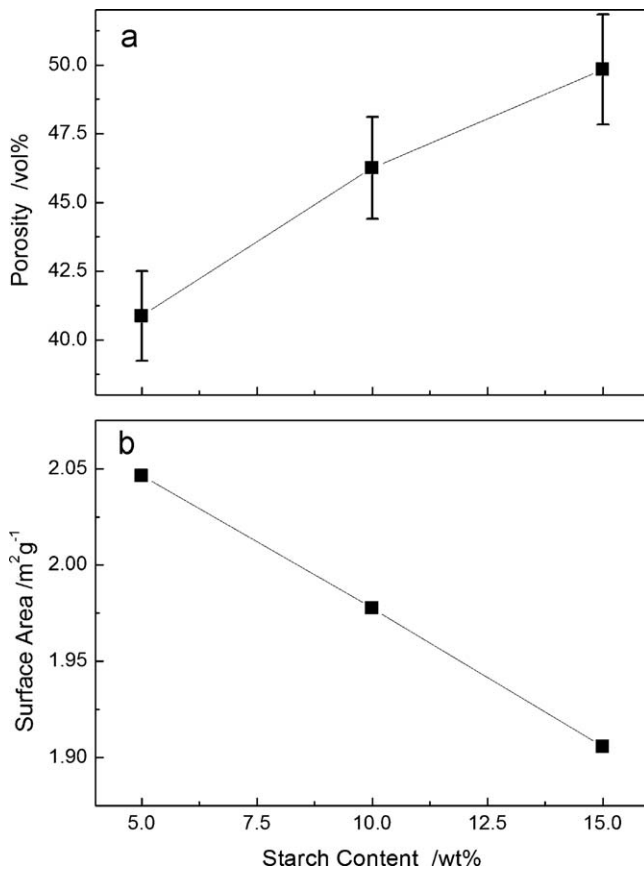 a
50.0
47.5
45.0
42.5
40.0
Porosity /vol%
b
2.05
2.00
1.95
1.90
Surface Area /m²g⁻¹
5.0 7.5 10.0 12.5 15.0
Starch Content /wt%